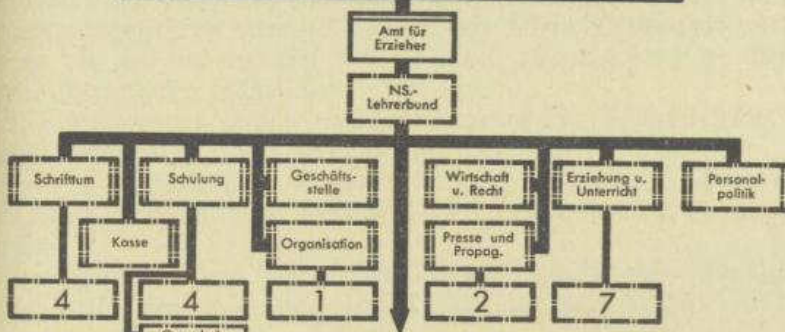 Amt für
Erzieher
NS.-
Lehrerbund
Schrifttum
Schulung
Geschäfts-
stelle
Wirtschaft
u. Recht
Erziehung u.
Unterricht
Personal-
politik
Kasse
Organisation
Presse und
Propag.
4
4
1
2
7